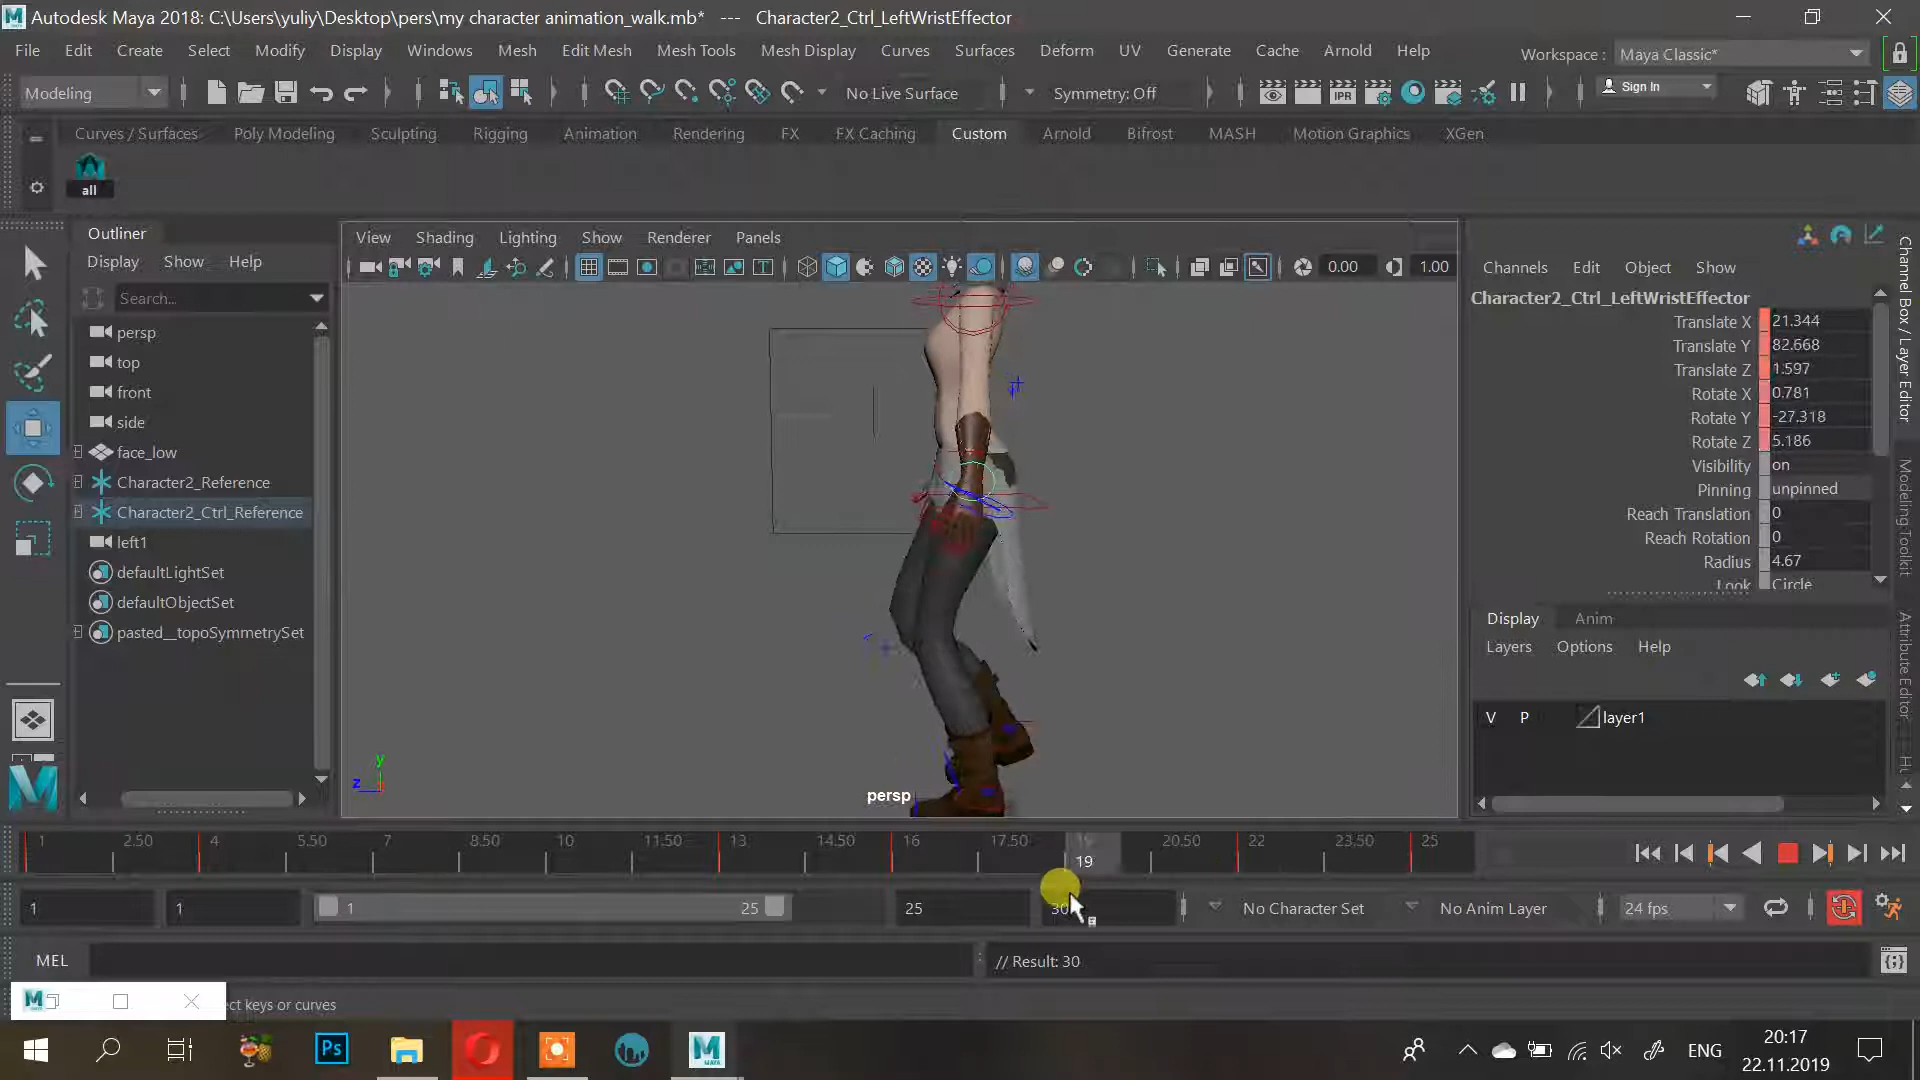 Autodesk Maya 2018: C:\Users\yuliy\Desktop\pers\my character animation_walk.mb* --- Character2_Ctrl_LeftWristEffector
File Edit Create Select Modify Display Windows Mesh Edit Mesh Mesh Tools Mesh Display Curves Surfaces Deform UV Generate Cache Arnold Help Workspace : Maya Classic*
Modeling No Live Surface Symmetry: Off IPR Sign In
Curves / Surfaces Poly Modeling Sculpting Rigging Animation Rendering FX FX Caching Custom Arnold Bifrost MASH Motion Graphics XGen
all
Outliner
Display Show Help
Search...
persp
top
front
side
face_low
Character2_Reference
Character2_Ctrl_Reference
left1
defaultLightSet
defaultObjectSet
pasted__topoSymmetrySet
View Shading Lighting Show Renderer Panels
0.00 1.00
y
z
persp
Channels Edit Object Show
Character2_Ctrl_LeftWristEffector
Translate X 21.344
Translate Y 82.668
Translate Z 1.597
Rotate X 0.781
Rotate Y -27.318
Rotate Z 5.186
Visibility on
Pinning unpinned
Reach Translation 0
Reach Rotation 0
Radius 4.67
Look Circle
Display Anim
Layers Options Help
V P layer1
Channel Box / Layer Editor
Modeling Toolkit
Attribute Editor
1 2.50 4 5.50 7 8.50 10 11.50 13 14.50 16 17.50 19 20.50 22 23.50 25
19
1 1 1 25 25 30 No Character Set No Anim Layer 24 fps
MEL // Result: 30
ect keys or curves
Ps
MAYA
ENG
20:17
22.11.2019